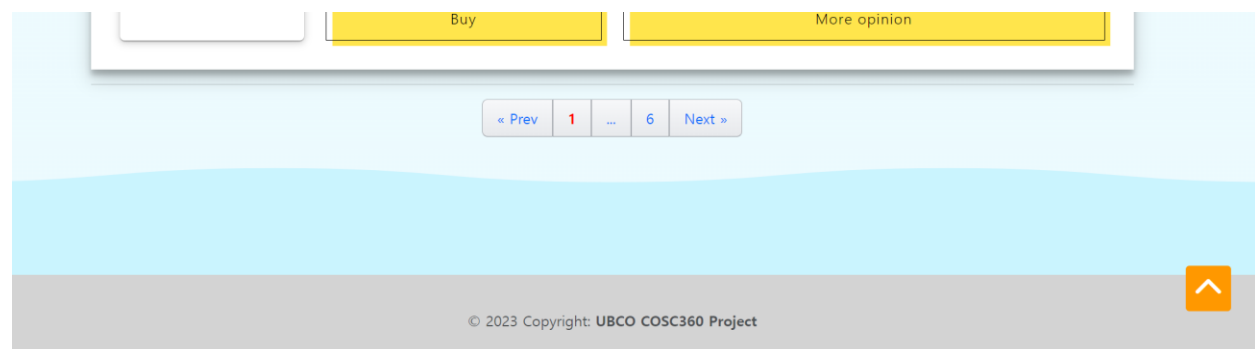 Buy More opinion
« Prev 1 ... 6 Next »
© 2023 Copyright: UBCO COSC360 Project